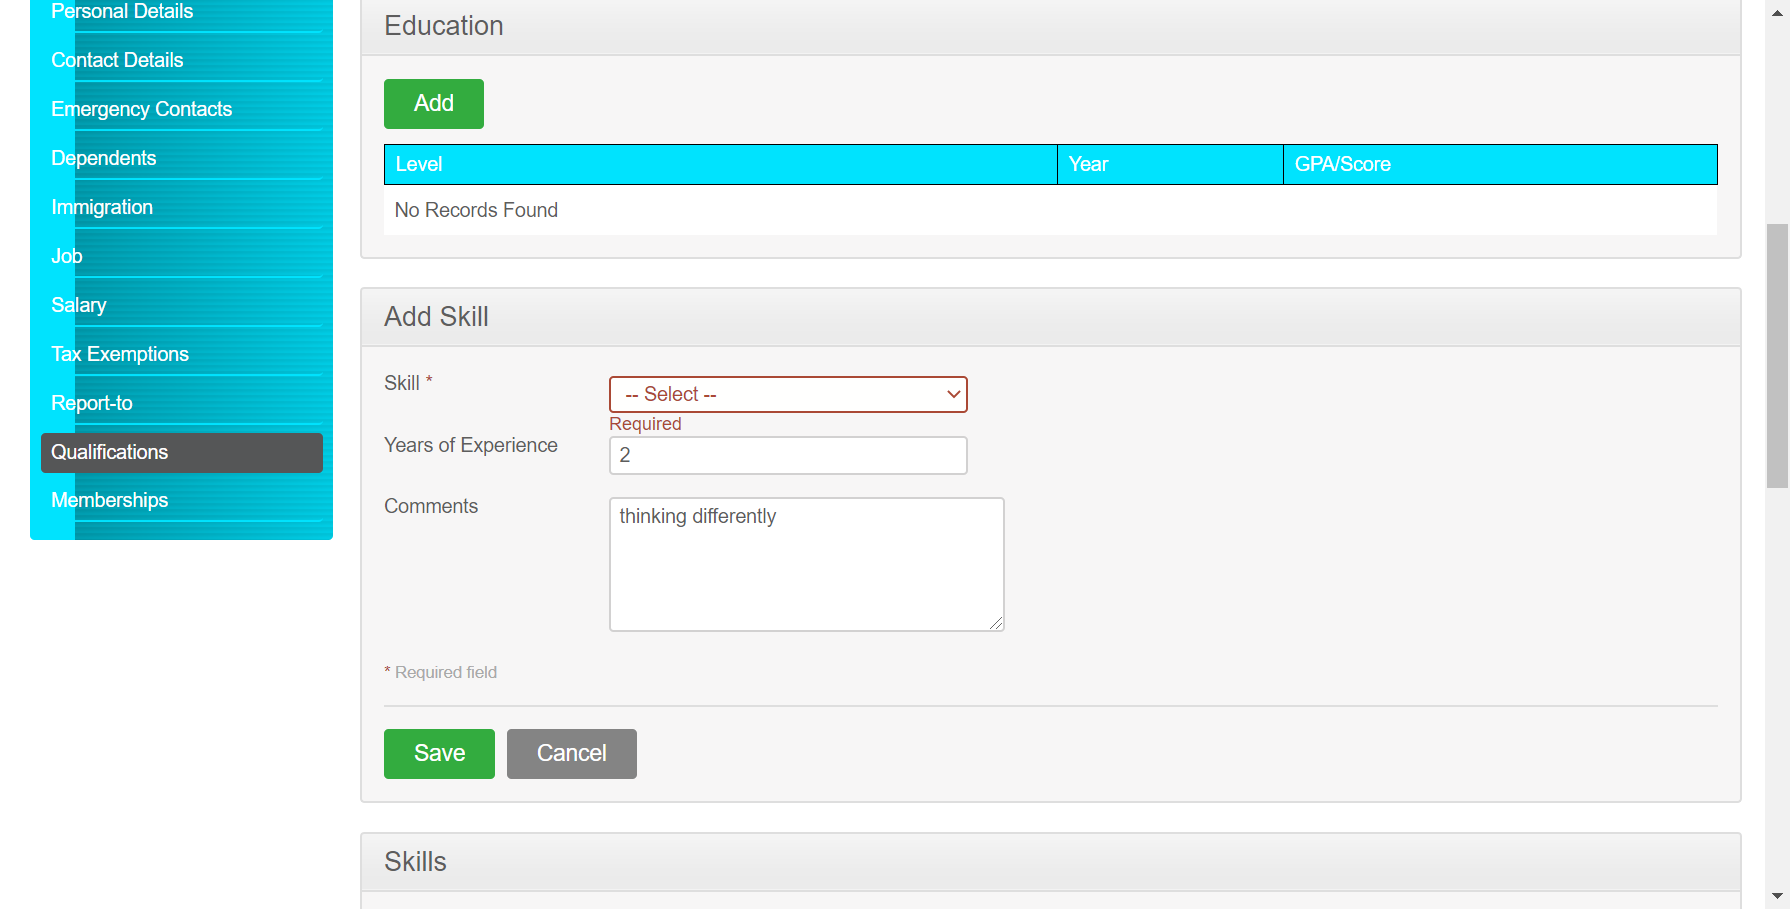 Personal Details
Contact Details
Emergency Contacts
Dependents
Immigration
Job
Salary
Tax Exemptions
Report-to
Qualifications
Memberships
Education
Add
Level Year GPA/Score
No Records Found
Add Skill
Skill *
-- Select --
Required
Years of Experience
2
Comments
thinking differently
* Required field
Save Cancel
Skills